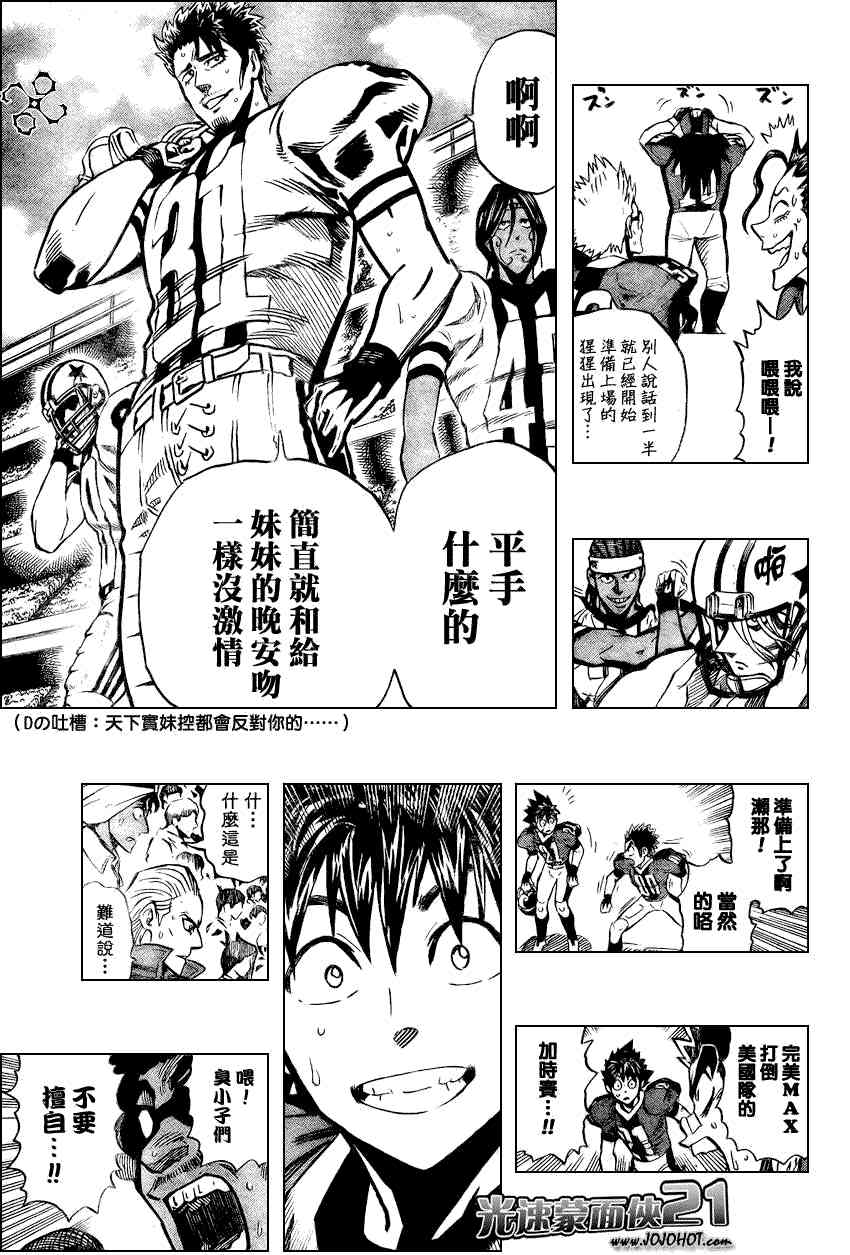 ズン
ズン
我說
喂喂喂—!
別人說話到一半
就已經開始
準備上場的
猩猩出現了…
啪
啊啊
平手
什麼的
簡直就和給
妹妹的晚安吻
一樣沒激情
(Dの吐槽:天下實妹控都會反對你的……)
準備上了啊
瀨那!
當然
的咯
完美MAX
打倒
美國隊的
加時賽…!!
什…
什麼這是
難道說…
喂!
臭小子們
不要
擅自…!!
光速蒙面俠21
www.JOJOHOT.com